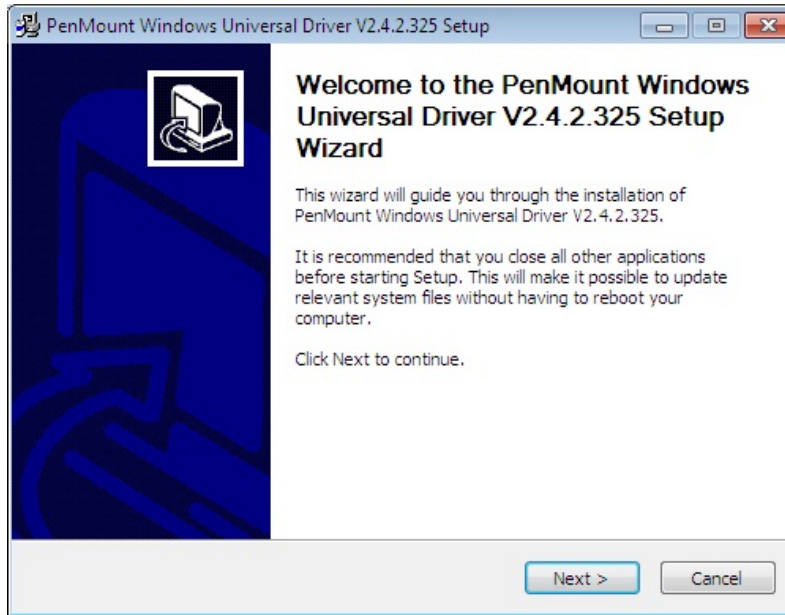 PenMount Windows Universal Driver V2.4.2.325 Setup
Welcome to the PenMount Windows
Universal Driver V2.4.2.325 Setup
Wizard
This wizard will guide you through the installation of
PenMount Windows Universal Driver V2.4.2.325.
It is recommended that you close all other applications
before starting Setup. This will make it possible to update
relevant system files without having to reboot your
computer.
Click Next to continue.
Next >
Cancel